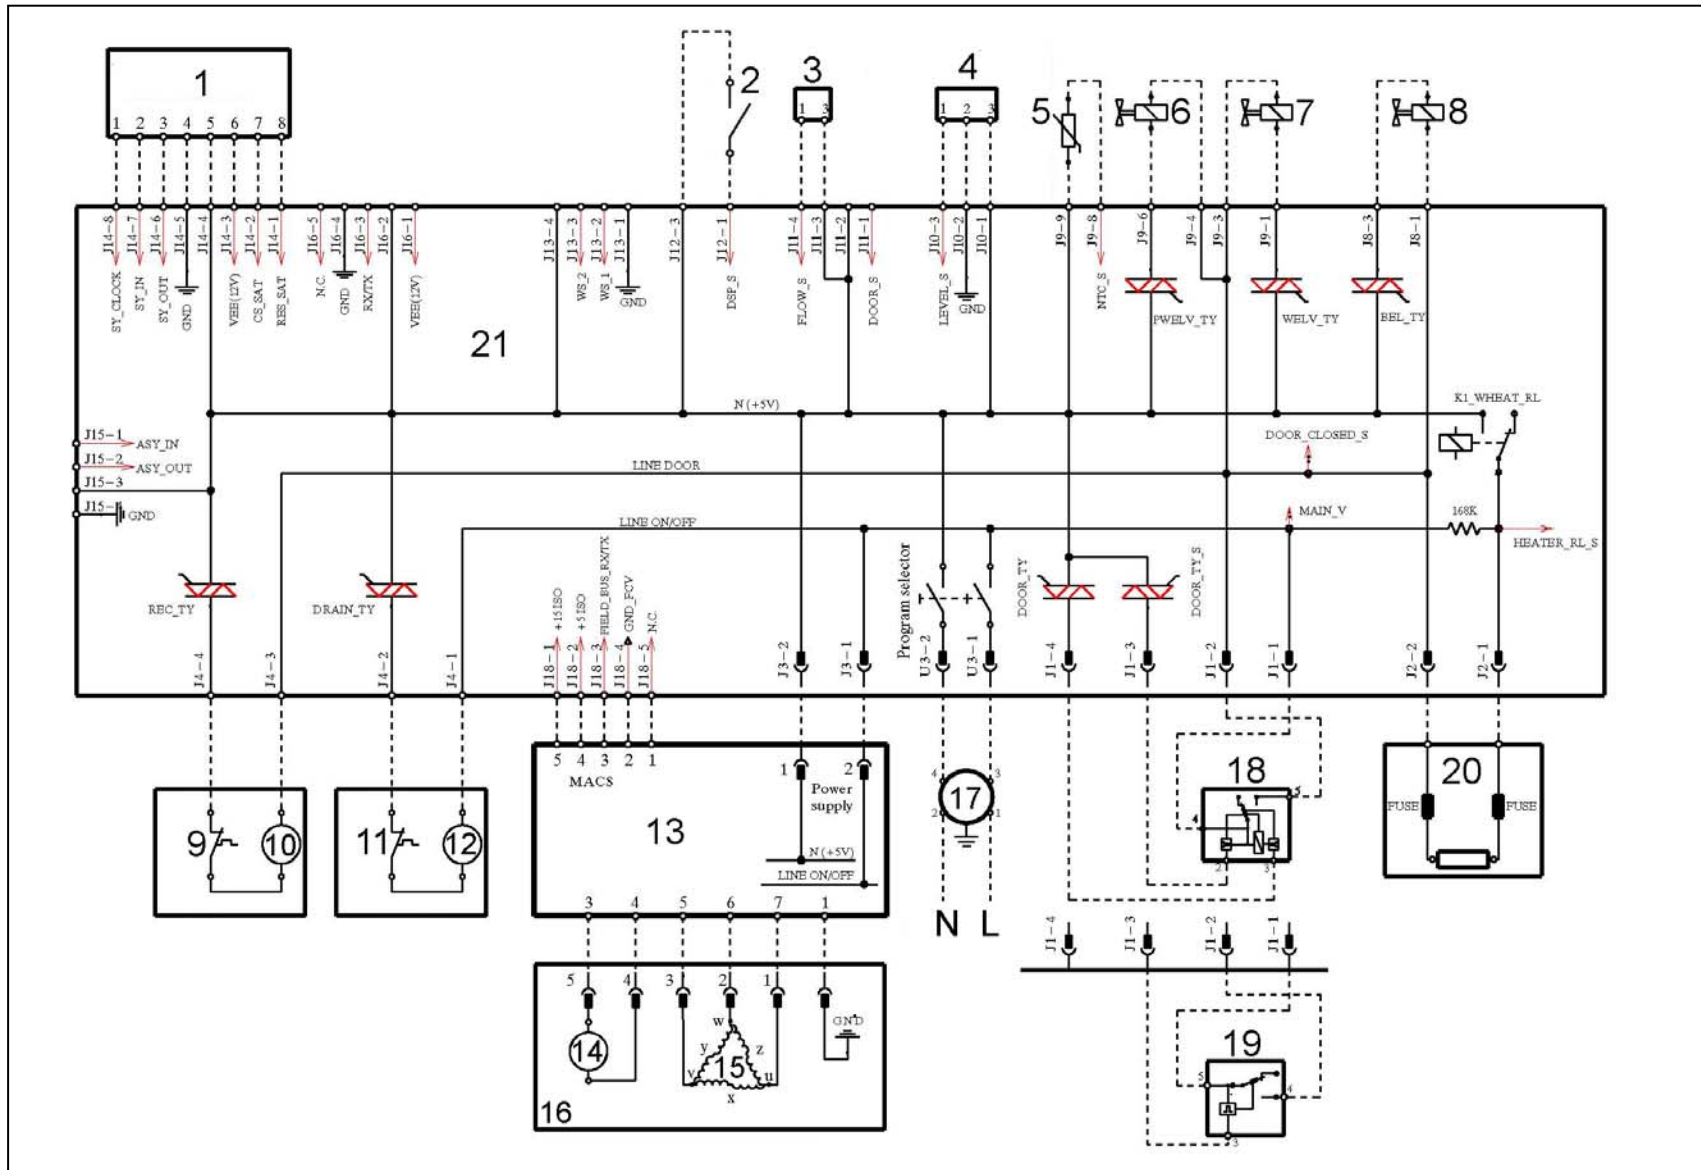 1
2
3
4
5
6
7
8
1 2 3 4 5 6 7 8
1 3
1 2 3
J14-8 J14-7 J14-6 J14-5 J14-4 J14-3 J14-2 J14-1
J16-5 J16-4 J16-3 J16-2 J16-1
J13-4 J13-3 J13-2 J13-1
J12-3 J12-1
J11-4 J11-3 J11-2 J11-1
J10-3 J10-2 J10-1
J9-9 J9-8 J9-6 J9-4 J9-3 J9-1
J8-3 J8-1
SY_CLOCK SY_IN SY_OUT GND VEE(12V) CS_SAT RES_SAT
N.C. GND RX/TX VEE(12V)
WS_2 WS_1 GND
DSP_S
FLOW_S DOOR_S
LEVEL_S GND
NTC_S
PWELV_TY
WELV_TY
BEL_TY
21
N (+5V)
K1_WHEAT_RL
J15-1 ASY_IN
J15-2 ASY_OUT
J15-3
GND
LINE DOOR
DOOR_CLOSED_S
LINE ON/OFF
MAIN_V
168K
HEATER_RL_S
REC_TY
DRAIN_TY
+15ISO +5ISO FIELD_BUS_RX/TX GND_FCV N.C.
Program selector
DOOR_TY
DOOR_TY_S
J4-4 J4-3 J4-2 J4-1
J18-1 J18-2 J18-3 J18-4 J18-5
J3-2 J3-1
U3-2 U3-1
J1-4 J1-3 J1-2 J1-1
J2-2 J2-1
5 4 3 2 1
MACS
1 2
Power
supply
13
N (+5V)
LINE ON/OFF
3 4 5 6 7 1
9 10
11 12
4 3
17
2 1
N L
18
5
4
2 3
20
FUSE FUSE
J1-4 J1-3 J1-2 J1-1
5 4 3 2 1
GND
14
w
y z
15
v u
x
16
19
5
4
3